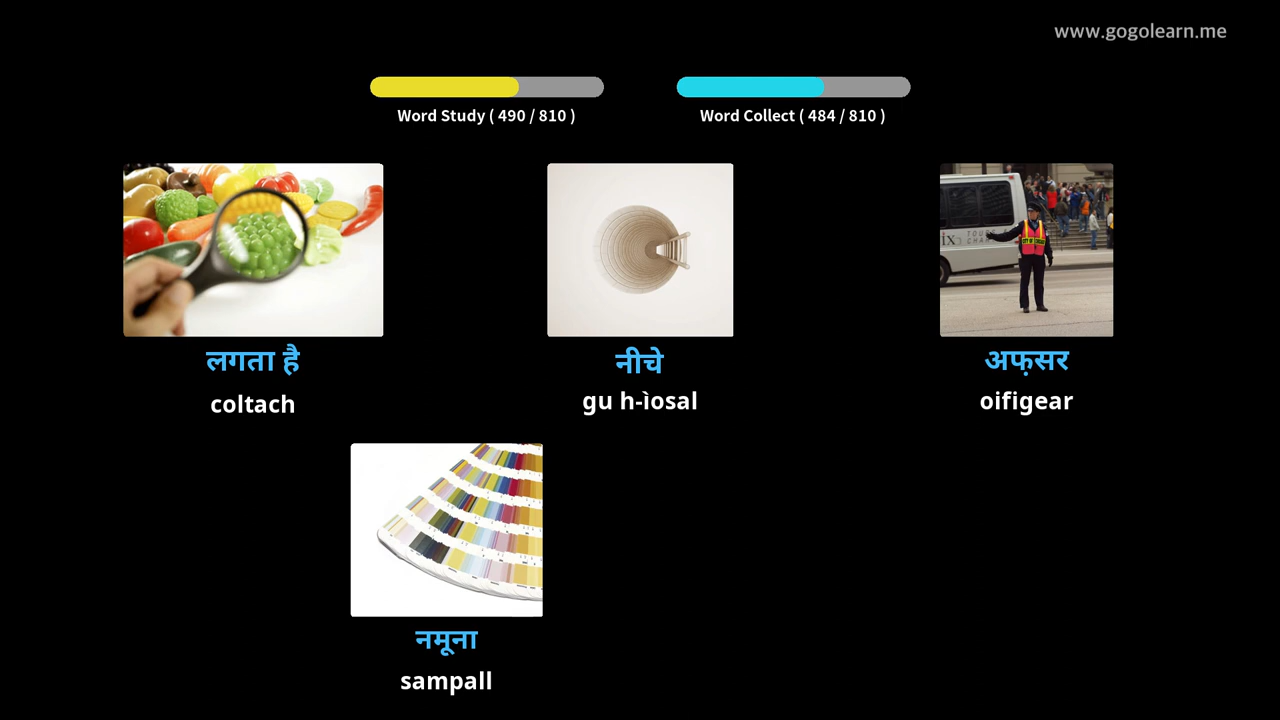 www.gogolearn.me
Word Study ( 490 / 810 )
Word Collect ( 484 / 810 )
लगता है
coltach
नीचे
gu h-ìosal
अफ़सर
oifigear
नमूना
sampall